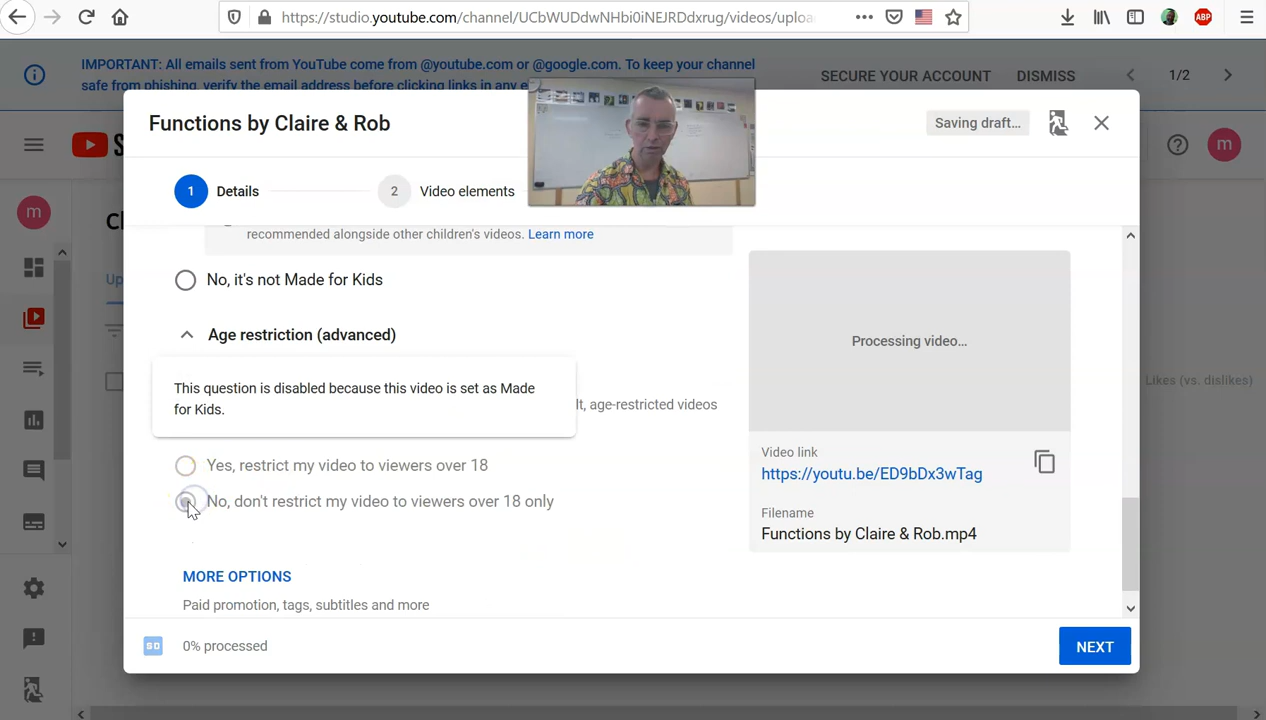 https://studio.youtube.com/channel/UCbWUDdwNHbi0iNEJRDdxrug/videos/uploa
ABP
IMPORTANT: All emails sent from YouTube come from @youtube.com or @google.com. To keep your channel
safe from phishing, verify the email address before clicking links in any e
SECURE YOUR ACCOUNT
DISMISS
1/2
Functions by Claire & Rob
Saving draft...
S
m
1 Details
2 Video elements
m
C
recommended alongside other children's videos. Learn more
No, it's not Made for Kids
Up
Age restriction (advanced)
Processing video...
This question is disabled because this video is set as Made
for Kids.
lt, age-restricted videos
Likes (vs. dislikes)
Yes, restrict my video to viewers over 18
No, don't restrict my video to viewers over 18 only
Video link
https://youtu.be/ED9bDx3wTag
Filename
Functions by Claire & Rob.mp4
MORE OPTIONS
Paid promotion, tags, subtitles and more
SD
0% processed
NEXT